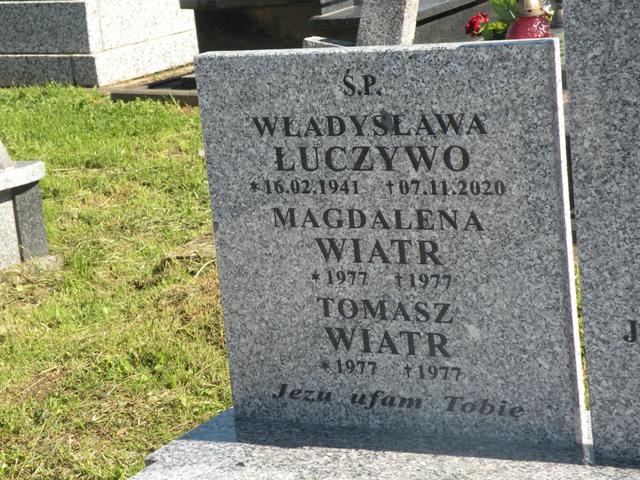 Ś.P.
WŁADYSŁAWA
ŁUCZYWO
*16.02.1941 †07.11.2020
MAGDALENA
WIATR
*1977 †1977
TOMASZ
WIATR
*1977 †1977
Jezu ufam Tobie
J